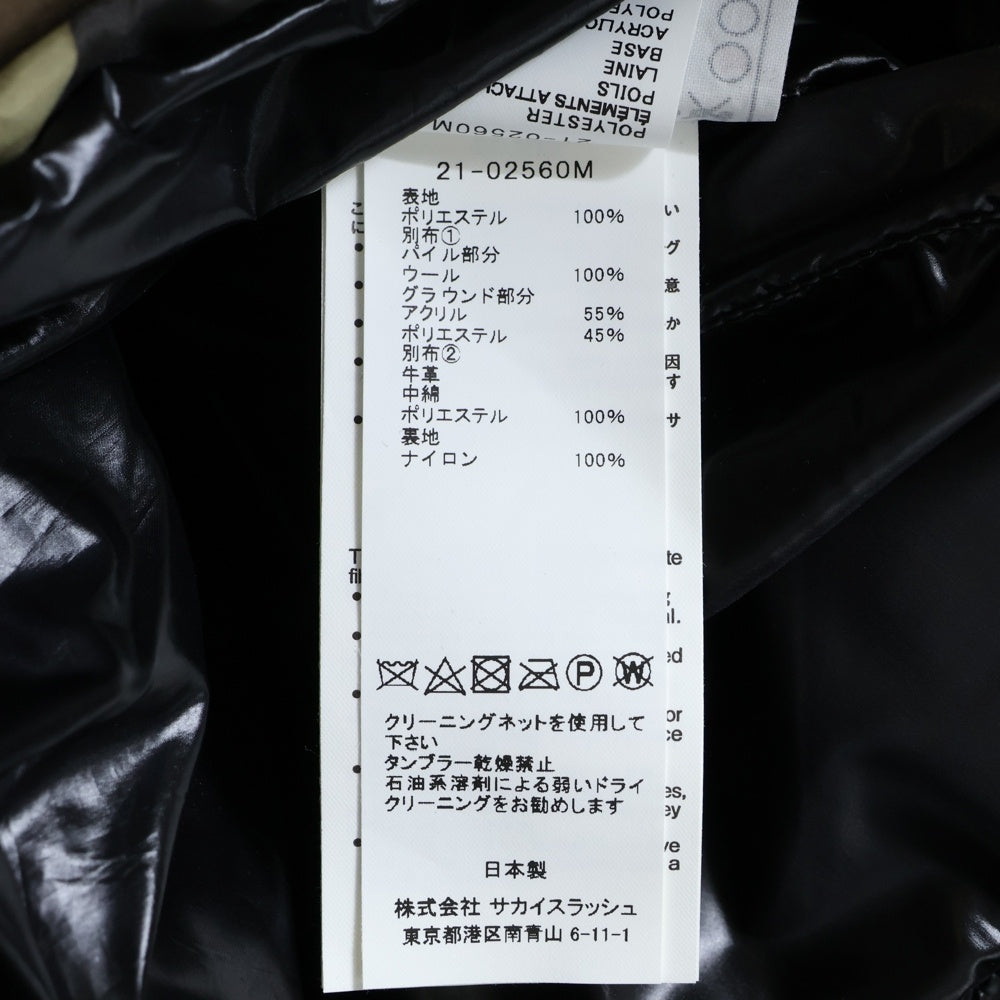 POLYESTER
ÉLÉMENTS
POILS
LAINE
BASE
21-02560M
表地
ポリエステル 100%
別布①
パイル部分
ウール 100%
グラウンド部分
アクリル 55%
ポリエステル 45%
別布②
牛革
中綿
ポリエステル 100%
裏地
ナイロン 100%
P
W
クリーニングネットを使用して
下さい
タンブラー乾燥禁止
石油系溶剤による弱いドライ
クリーニングをお勧めします
日本製
株式会社 サカイスラッシュ
東京都港区南青山 6-11-1